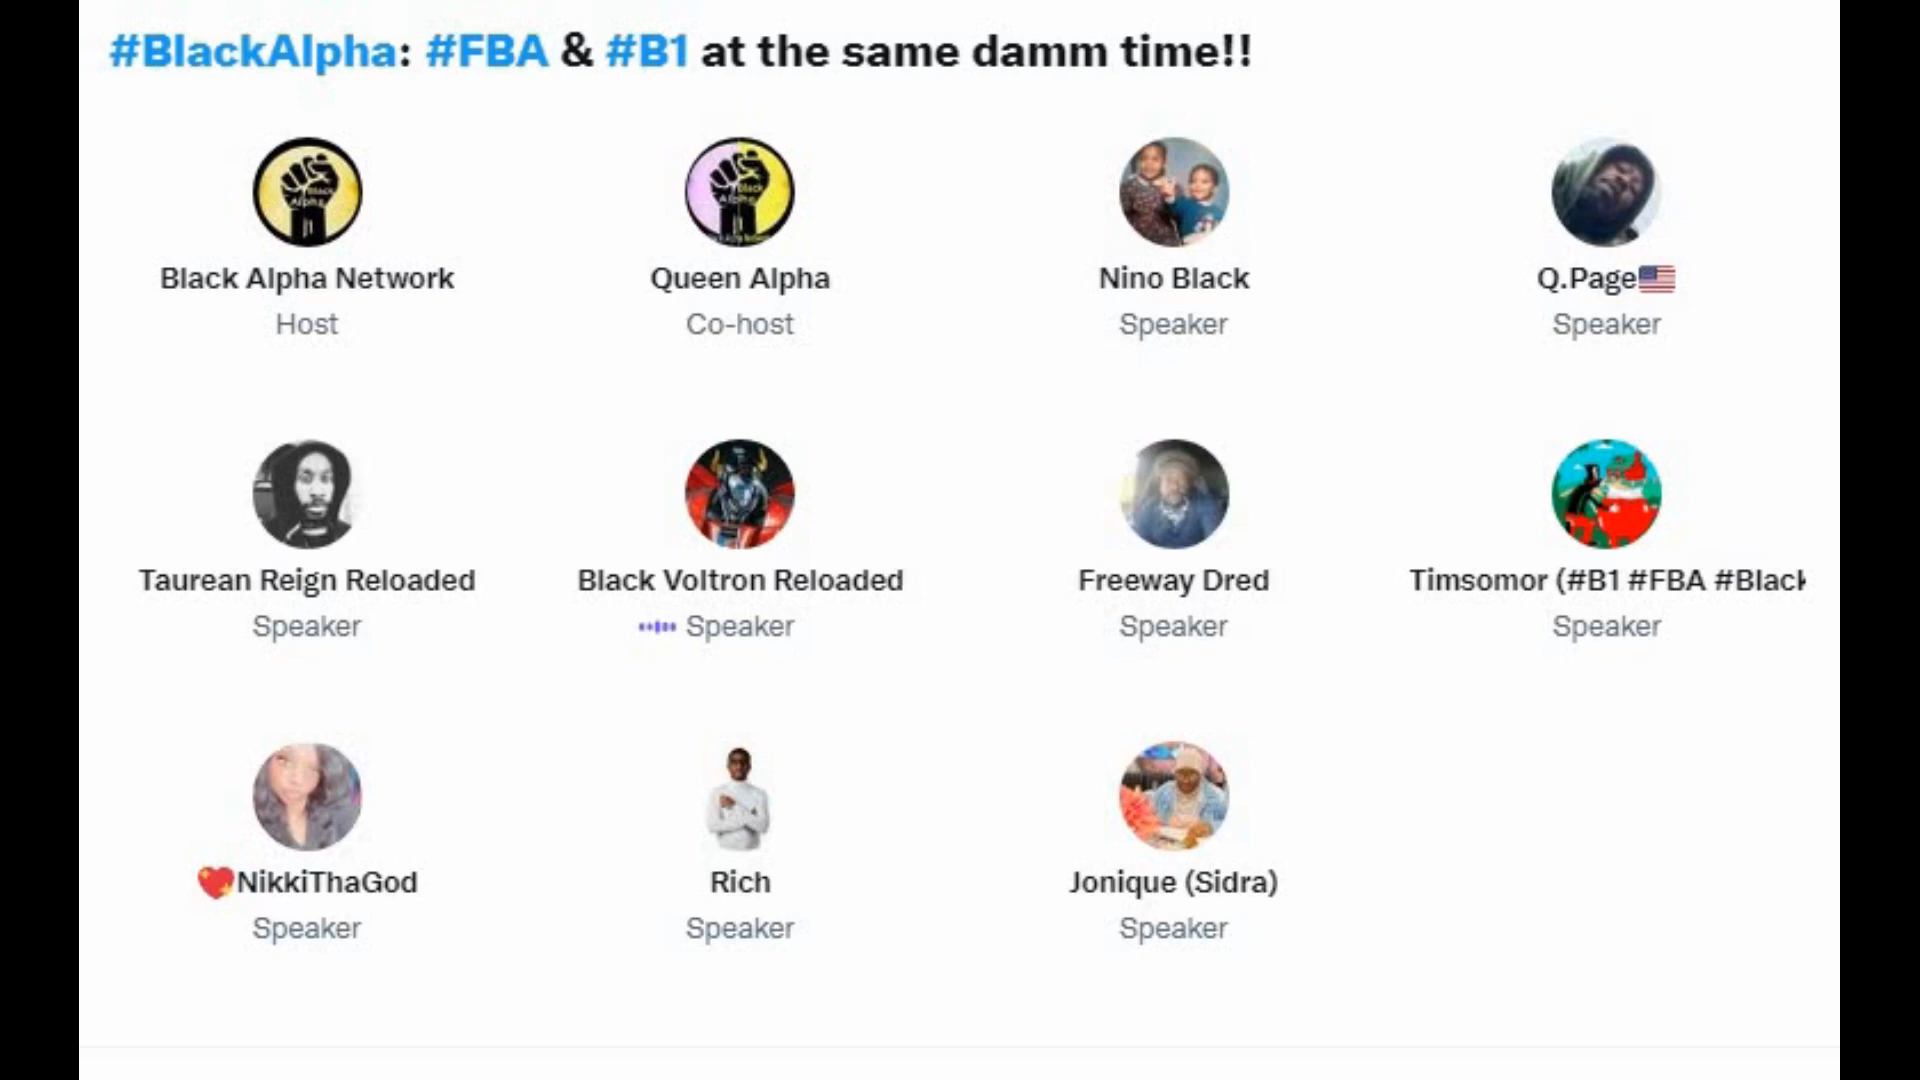 #BlackAlpha: #FBA & #B1 at the same damm time!!
Black Alpha Network
Host
Queen Alpha
Co-host
Nino Black
Speaker
Q.Page
Speaker
Taurean Reign Reloaded
Speaker
Black Voltron Reloaded
Speaker
Freeway Dred
Speaker
Timsomor (#B1 #FBA #Black
Speaker
NikkiThaGod
Speaker
Rich
Speaker
Jonique (Sidra)
Speaker